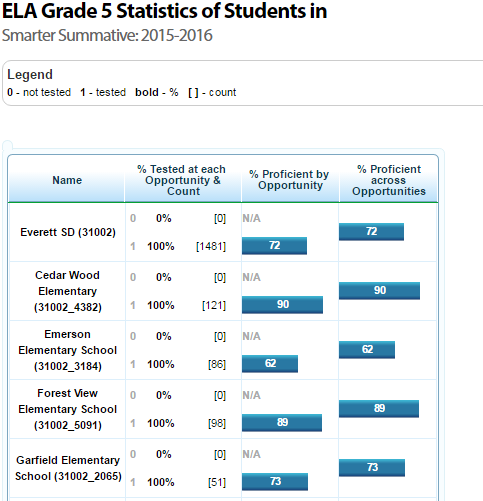 ELA Grade 5 Statistics of Students in
Smarter Summative: 2015-2016
Legend
0 - not tested 1 - tested bold - % [ ] - count
Name
% Tested at each
Opportunity &
Count
% Proficient by
Opportunity
% Proficient
across
Opportunities
Everett SD (31002)
0 0% [0] N/A
1 100% [1481] 72
72
Cedar Wood
Elementary
(31002_4382)
0 0% [0] N/A
1 100% [121] 90
90
Emerson
Elementary School
(31002_3184)
0 0% [0] N/A
1 100% [86] 62
62
Forest View
Elementary School
(31002_5091)
0 0% [0] N/A
1 100% [98] 89
89
Garfield Elementary
School (31002_2065)
0 0% [0] N/A
1 100% [51] 73
73